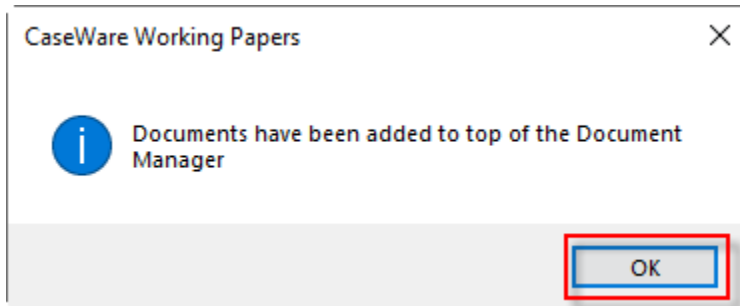 CaseWare Working Papers
Documents have been added to top of the Document
Manager
OK